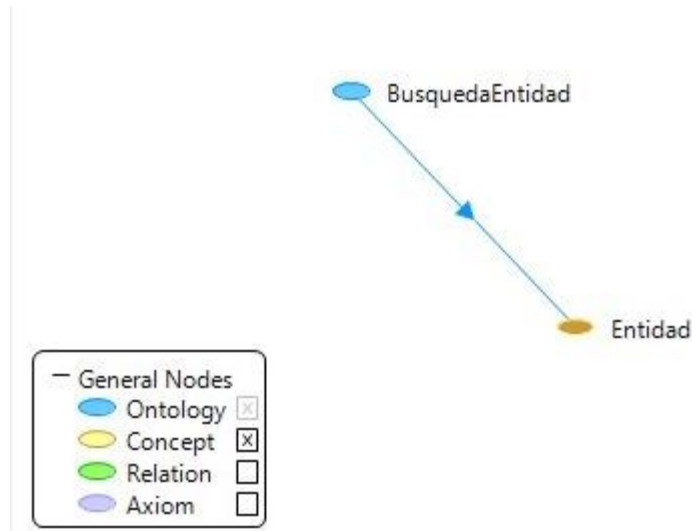 BusquedaEntidad
Entidad
General Nodes
Ontology
Concept
Relation
Axiom